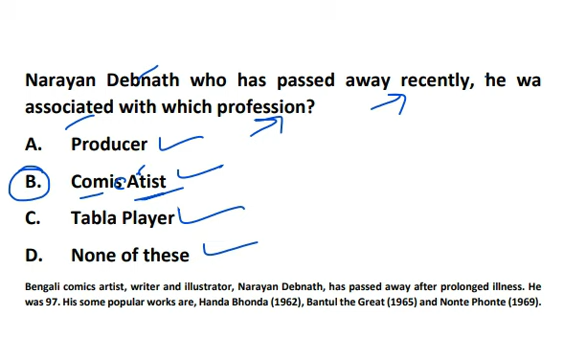 Narayan Debnath who has passed away recently, he wa
associated with which profession?
A. Producer
B. Comis Atist
C. Tabla Player
D. None of these
Bengali comics artist, writer and illustrator, Narayan Debnath, has passed away after prolonged illness. He
was 97. His some popular works are, Handa Bhonda (1962), Bantul the Great (1965) and Nonte Phonte (1969).